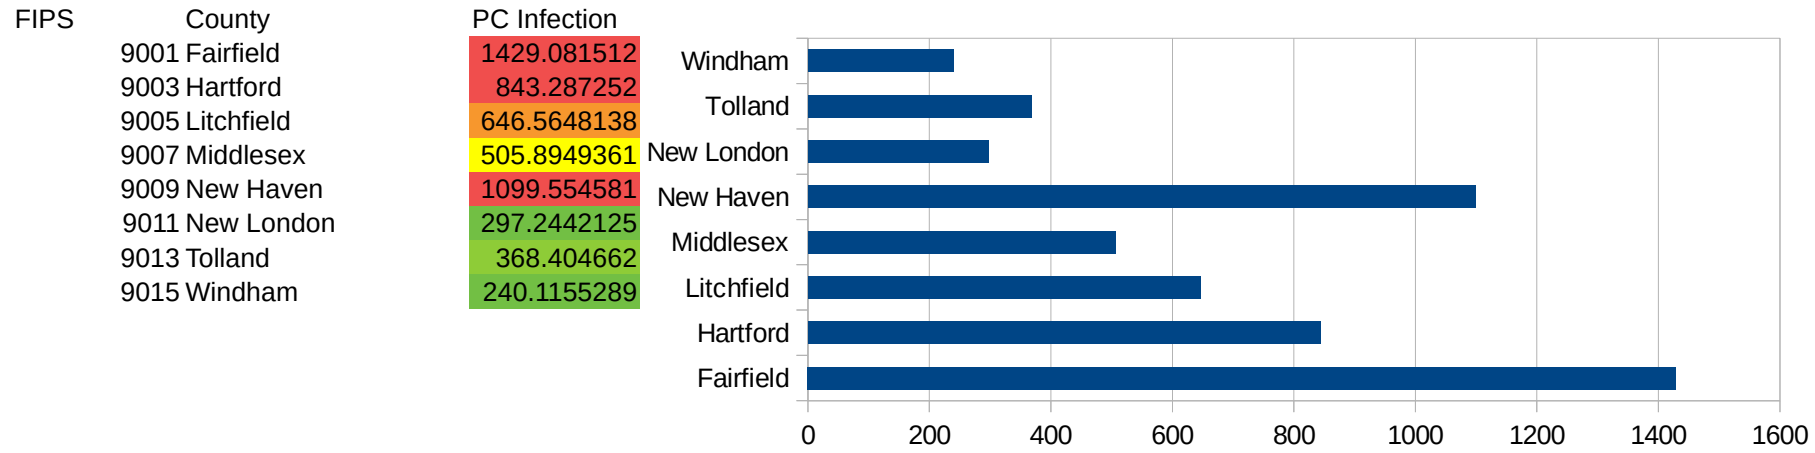 FIPS County PC Infection
9001 Fairfield 1429.081512
9003 Hartford 843.287252
9005 Litchfield 646.5648138
9007 Middlesex 505.8949361
9009 New Haven 1099.554581
9011 New London 297.2442125
9013 Tolland 368.404662
9015 Windham 240.1155289
Windham
Tolland
New London
New Haven
Middlesex
Litchfield
Hartford
Fairfield
0 200 400 600 800 1000 1200 1400 1600